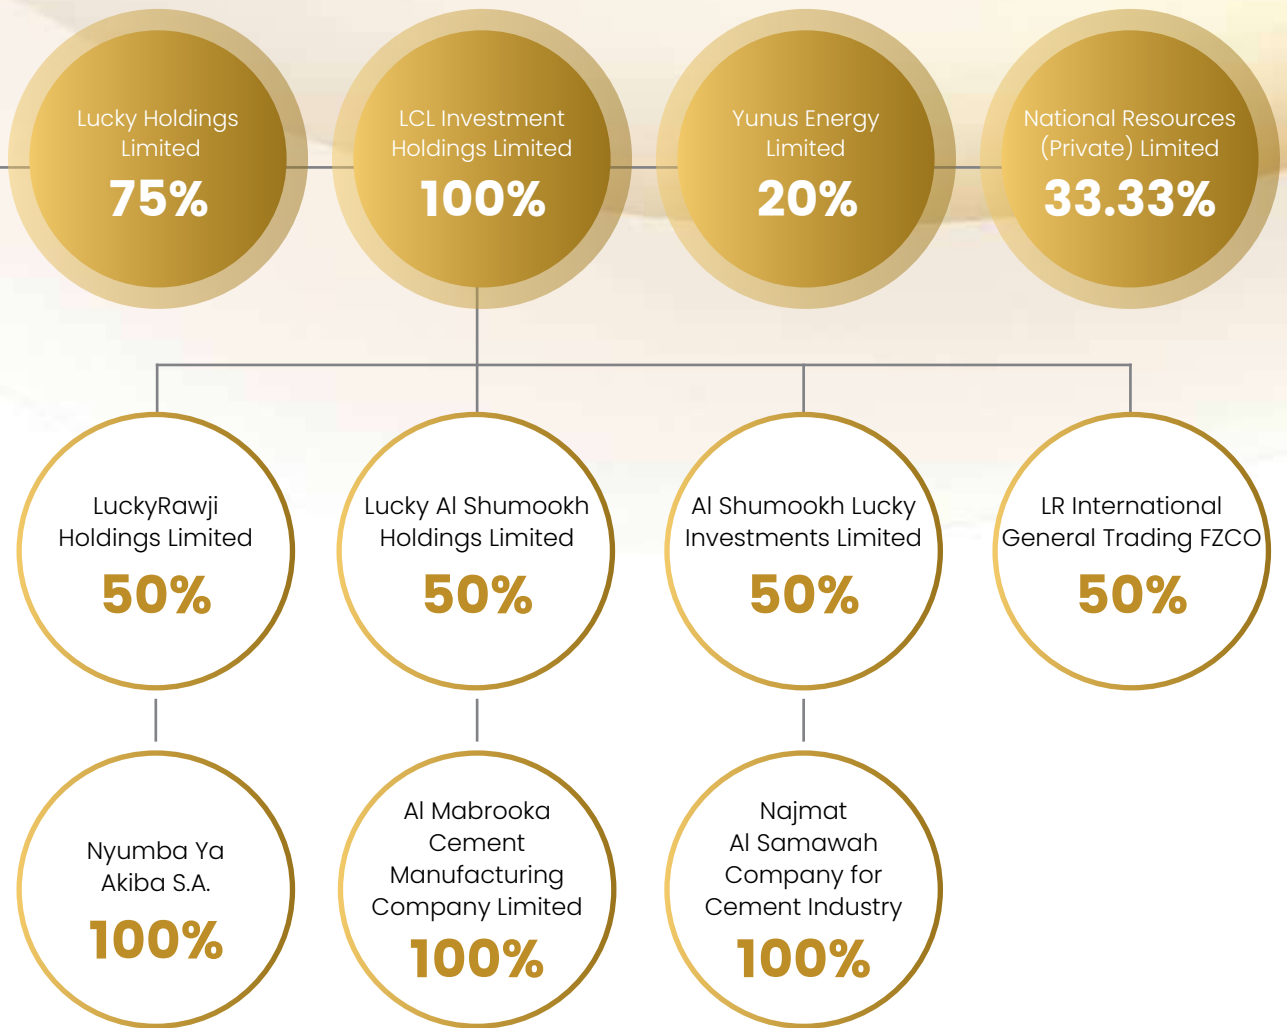 Lucky Holdings
Limited
75%
LCL Investment
Holdings Limited
100%
Yunus Energy
Limited
20%
National Resources
(Private) Limited
33.33%
LuckyRawji
Holdings Limited
50%
Lucky Al Shumookh
Holdings Limited
50%
Al Shumookh Lucky
Investments Limited
50%
LR International
General Trading FZCO
50%
Nyumba Ya
Akiba S.A.
100%
Al Mabrooka
Cement
Manufacturing
Company Limited
100%
Najmat
Al Samawah
Company for
Cement Industry
100%